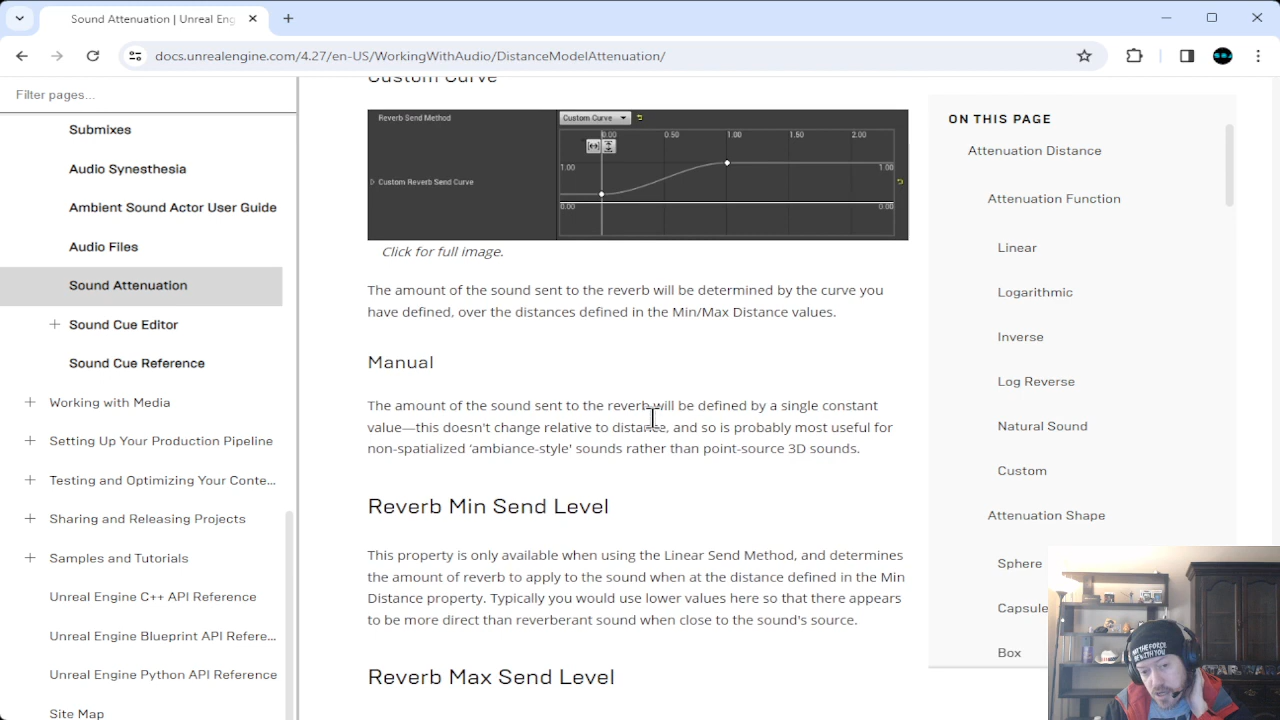 Sound Attenuation | Unreal Eng
docs.unrealengine.com/4.27/en-US/WorkingWithAudio/DistanceModelAttenuation/
Filter pages...
Submixes
Audio Synesthesia
Ambient Sound Actor User Guide
Audio Files
Sound Attenuation
Sound Cue Editor
Sound Cue Reference
Working with Media
Setting Up Your Production Pipeline
Testing and Optimizing Your Conte...
Sharing and Releasing Projects
Samples and Tutorials
Unreal Engine C++ API Reference
Unreal Engine Blueprint API Refere...
Unreal Engine Python API Reference
Site Map
Custom Curve
Reverb Send Method
Custom Curve
0.00 0.50 1.00 1.50 2.00
1.00 1.00
Custom Reverb Send Curve
0.00 0.00
Click for full image.
The amount of the sound sent to the reverb will be determined by the curve you
have defined, over the distances defined in the Min/Max Distance values.
Manual
The amount of the sound sent to the reverb will be defined by a single constant
value—this doesn't change relative to distance, and so is probably most useful for
non-spatialized 'ambiance-style' sounds rather than point-source 3D sounds.
Reverb Min Send Level
This property is only available when using the Linear Send Method, and determines
the amount of reverb to apply to the sound when at the distance defined in the Min
Distance property. Typically you would use lower values here so that there appears
to be more direct than reverberant sound when close to the sound's source.
Reverb Max Send Level
ON THIS PAGE
Attenuation Distance
Attenuation Function
Linear
Logarithmic
Inverse
Log Reverse
Natural Sound
Custom
Attenuation Shape
Sphere
Capsule
Box
MAY THE FORCE
BE WITH YOU
STAR WARS